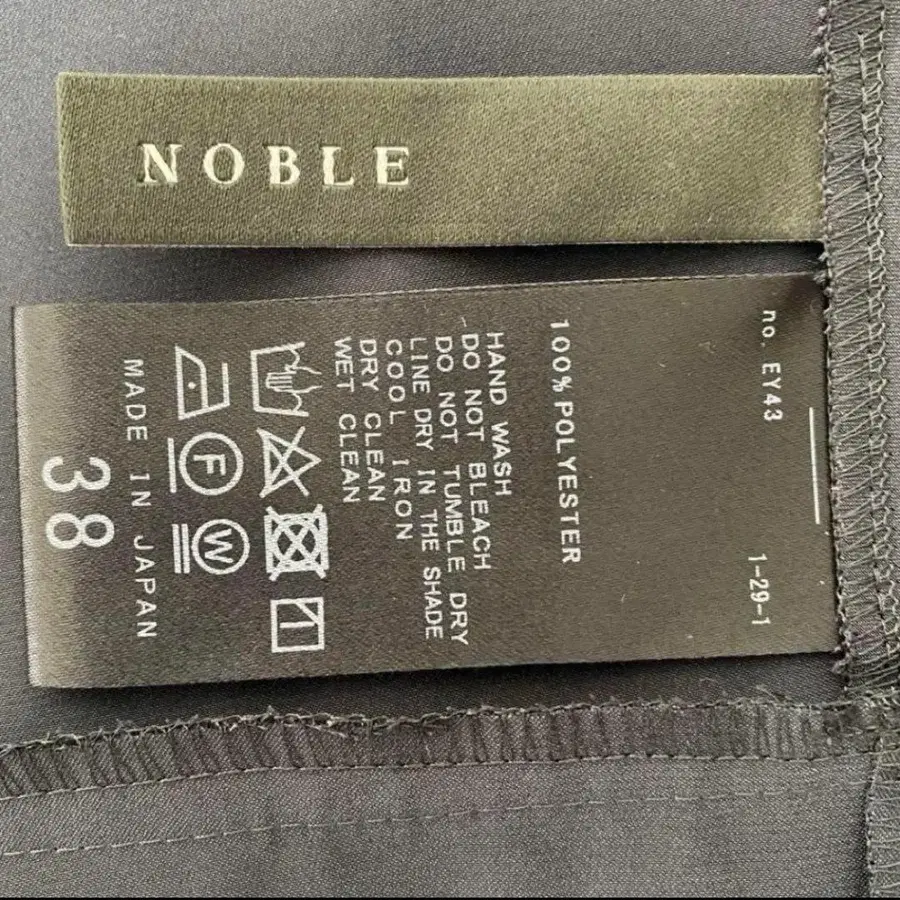 NOBLE
no. EY43
1-29-1
100% POLYESTER
HAND WASH
DO NOT BLEACH
DO NOT TUMBLE DRY
LINE DRY IN THE SHADE
COOL IRON
DRY CLEAN
WET CLEAN
F
W
MADE IN JAPAN
38